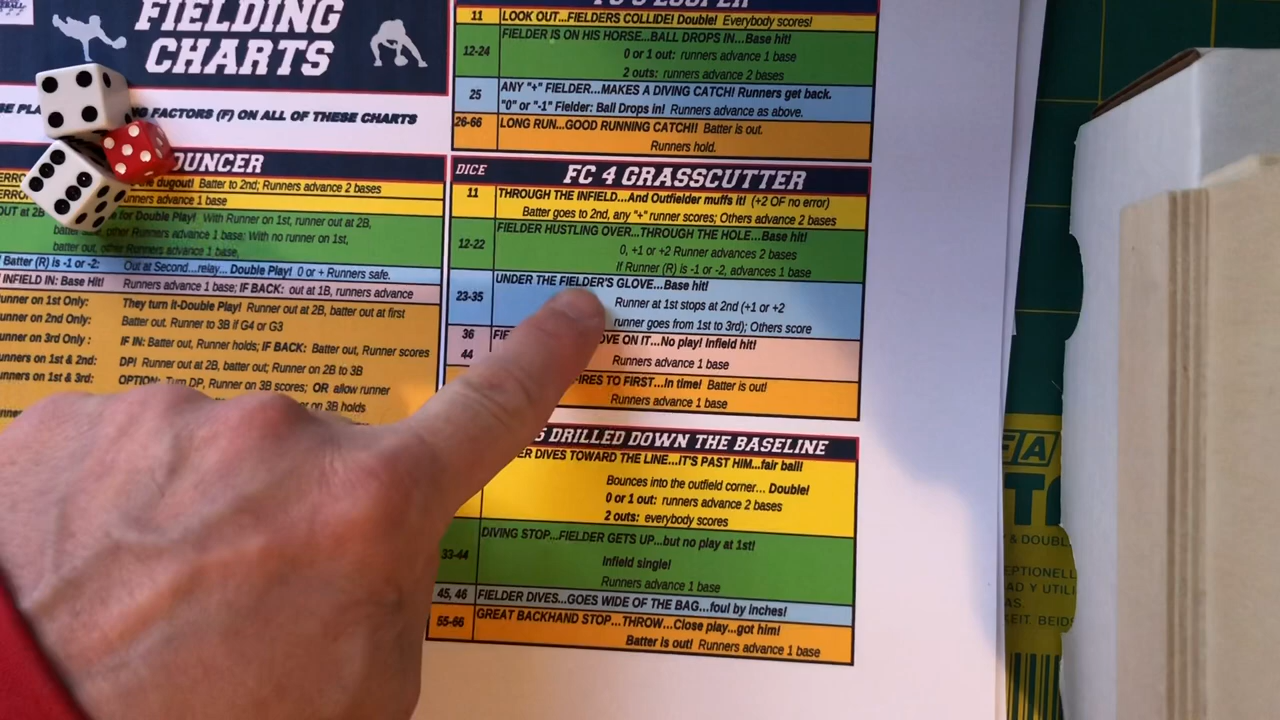 FIELDING
CHARTS
FACTORS (F) ON ALL OF THESE CHARTS
the dugout! Batter to 2nd; Runners advance 2 bases
advance 1 base
OUT at 2B
for Double Play! With Runner on 1st, runner out at 2B,
batter out, other Runners advance 1 base; With no runner on 1st,
batter out, other Runners advance 1 base,
Batter (R) is -1 or -2: Out at Second...relay... Double Play! 0 or + Runners safe.
INFIELD IN: Base Hit! Runners advance 1 base; IF BACK: out at 1B, runners advance
on 1st Only: They turn it-Double Play! Runner out at 2B, batter out at first
on 2nd Only: Batter out, Runner to 3B if G4 or G3
on 3rd Only: IF IN: Batter out, Runner holds; IF BACK: Batter out, Runner scores
on 1st & 2nd: DP! Runner out at 2B, batter out; Runner on 2B to 3B
on 1st & 3rd: OPTION: Turn DP, Runner on 3B scores; OR allow runner
on 3B holds
11 LOOK OUT...FIELDERS COLLIDE! Double! Everybody scores!
12-24 FIELDER IS ON HIS HORSE...BALL DROPS IN...Base hit!
0 or 1 out: runners advance 1 base
2 outs: runners advance 2 bases
25 ANY "+" FIELDER...MAKES A DIVING CATCH! Runners get back.
"0" or "-1" Fielder: Ball Drops in! Runners advance as above.
26-66 LONG RUN...GOOD RUNNING CATCH!! Batter is out.
Runners hold.
DICE FC 4 GRASSCUTTER
11 THROUGH THE INFIELD...And Outfielder muffs it! (+2 OF no error)
Batter goes to 2nd, any "+" runner scores; Others advance 2 bases
12-22 FIELDER HUSTLING OVER...THROUGH THE HOLE...Base hit!
0, +1 or +2 Runner advances 2 bases
If Runner (R) is -1 or -2, advances 1 base
23-35 UNDER THE FIELDER'S GLOVE...Base hit!
Runner at 1st stops at 2nd (+1 or +2
runner goes from 1st to 3rd); Others score
36 ON IT...No play! Infield hit!
44 Runners advance 1 base
TO FIRST...In time! Batter is out!
Runners advance 1 base
5 DRILLED DOWN THE BASELINE
DIVES TOWARD THE LINE...IT'S PAST HIM...fair ball!
Bounces into the outfield corner... Double!
0 or 1 out: runners advance 2 bases
2 outs: everybody scores
33-44 DIVING STOP...FIELDER GETS UP...but no play at 1st!
Infield single!
Runners advance 1 base
45, 46 FIELDER DIVES...GOES WIDE OF THE BAG...foul by inches!
55-66 GREAT BACKHAND STOP...THROW...Close play...got him!
Batter is out! Runners advance 1 base
& DOUBL